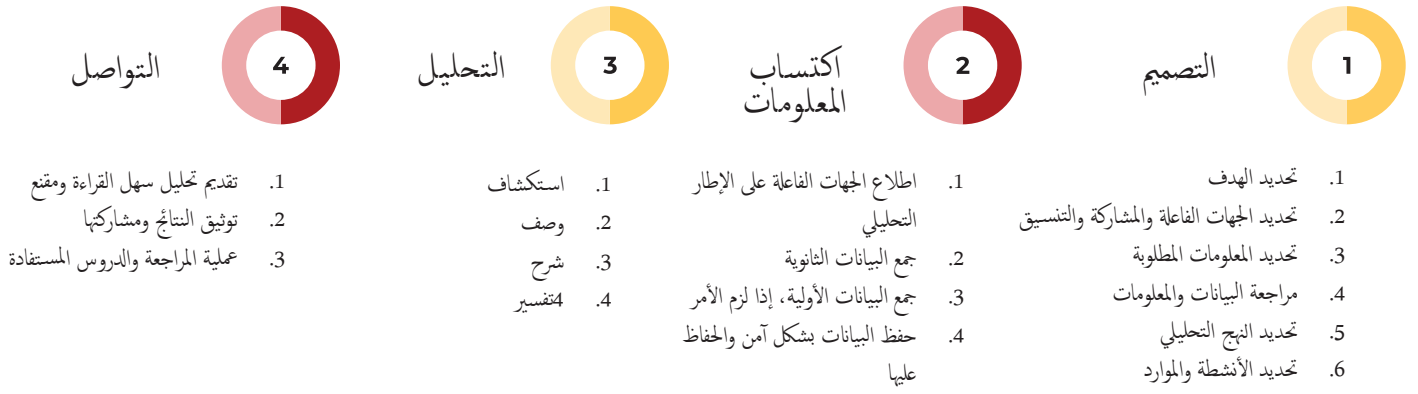 1
التصميم
1. تحديد الهدف
2. تحديد الجهات الفاعلة والمشاركة والتنسيق
3. تحديد المعلومات المطلوبة
4. مراجعة البيانات والمعلومات
5. تحديد النهج التحليلي
6. تحديد الأنشطة والموارد
2
اكتساب
المعلومات
1. اطلاع الجهات الفاعلة على الإطار
التحليلي
2. جمع البيانات الثانوية
3. جمع البيانات الأولية، إذا لزم الأمر
4. حفظ البيانات بشكل آمن والحفاظ
عليها
3
التحليل
1. استكشاف
2. وصف
3. شرح
4. 4تفسير
4
التواصل
1. تقديم تحليل سهل القراءة ومقنع
2. توثيق النتائج ومشاركتها
3. عملية المراجعة والدروس المستفادة